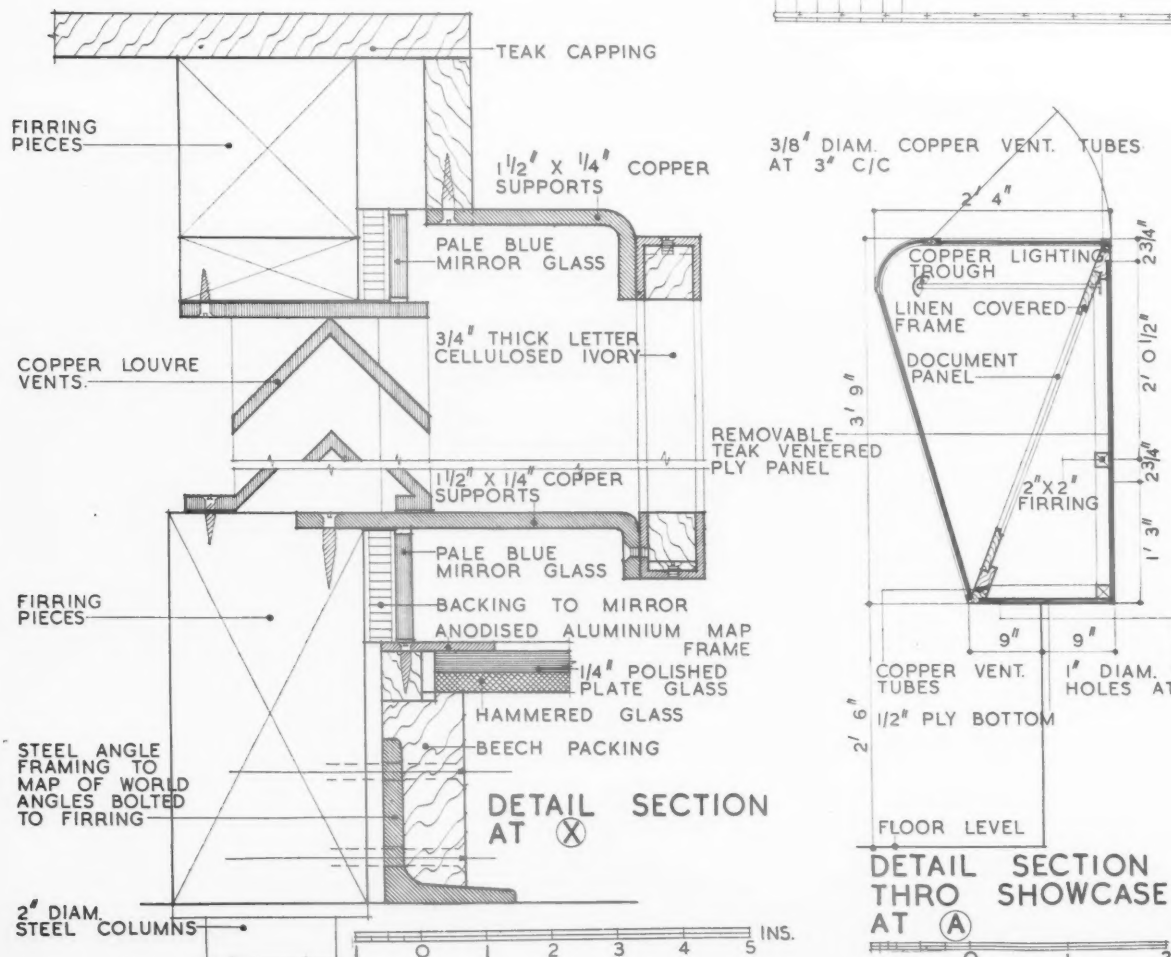 TEAK CAPPING
FIRRING
PIECES
1 1/2" X 1/4" COPPER
SUPPORTS
PALE BLUE
MIRROR GLASS
COPPER LOUVRE
VENTS.
3/4" THICK LETTER
CELLULOSED IVORY
1 1/2" X 1/4" COPPER
SUPPORTS
PALE BLUE
MIRROR GLASS
FIRRING
PIECES
BACKING TO MIRROR
ANODISED ALUMINIUM MAP
FRAME
1/4" POLISHED
PLATE GLASS
HAMMERED GLASS
BEECH PACKING
STEEL ANGLE
FRAMING TO
MAP OF WORLD
ANGLES BOLTED
TO FIRRING
DETAIL SECTION
AT X
2" DIAM.
STEEL COLUMNS
1 0 1 2 3 4 5 INS.
3/8" DIAM. COPPER VENT. TUBES
AT 3" C/C
2' 4"
2 3/4"
COPPER LIGHTING
TROUGH
LINEN COVERED
FRAME
DOCUMENT
PANEL
2' 0 1/2"
3' 9"
REMOVABLE
TEAK VENEERED
PLY PANEL
2 3/4"
2" X 2"
FIRRING
1' 3"
9" 9"
COPPER VENT.
TUBES
1" DIAM.
HOLES AT
1/2" PLY BOTTOM
2' 6"
FLOOR LEVEL
DETAIL SECTION
THRO SHOWCASE
AT A
0 1 2